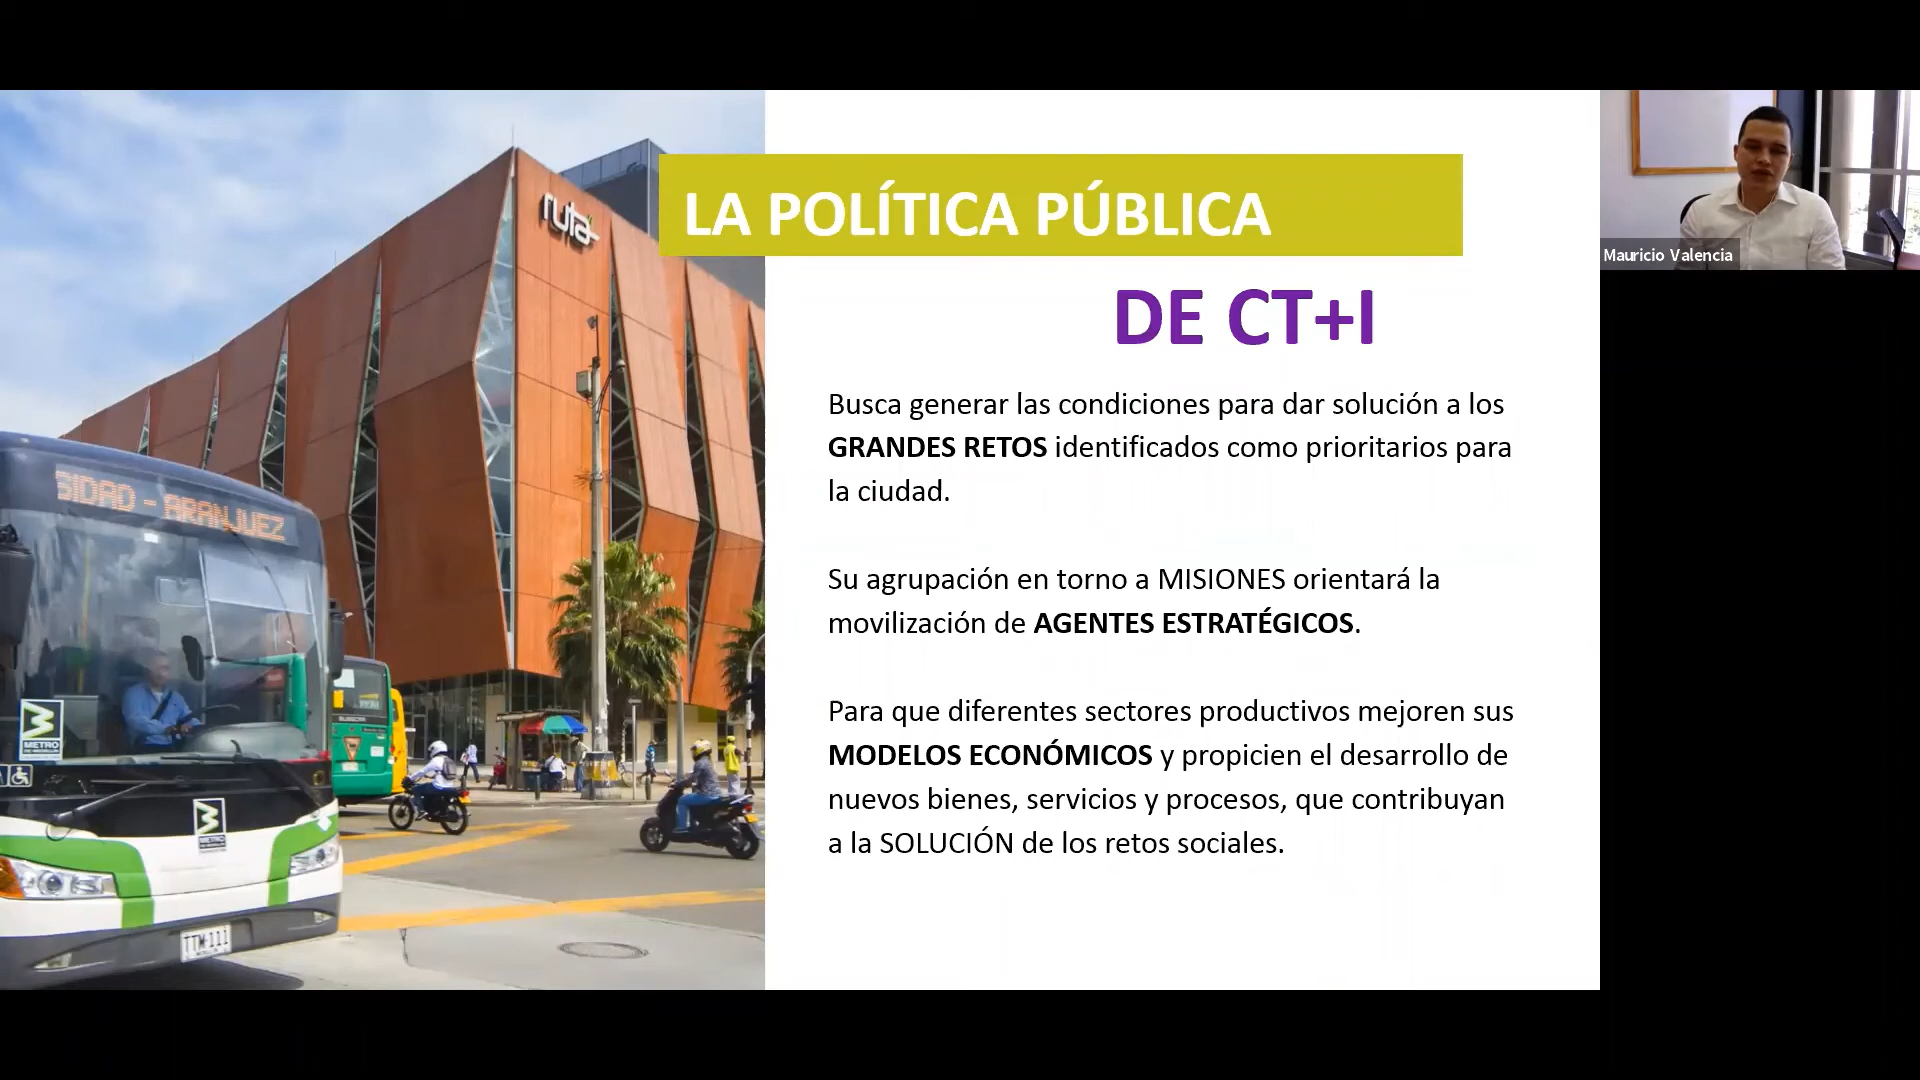 ruta
SIDAD - ARANJUEZ
METRO
METRO
TTM-111
LA POLÍTICA PÚBLICA
DE CT+I
Busca generar las condiciones para dar solución a los
GRANDES RETOS identificados como prioritarios para
la ciudad.
Su agrupación en torno a MISIONES orientará la
movilización de AGENTES ESTRATÉGICOS.
Para que diferentes sectores productivos mejoren sus
MODELOS ECONÓMICOS y propicien el desarrollo de
nuevos bienes, servicios y procesos, que contribuyan
a la SOLUCIÓN de los retos sociales.
Mauricio Valencia